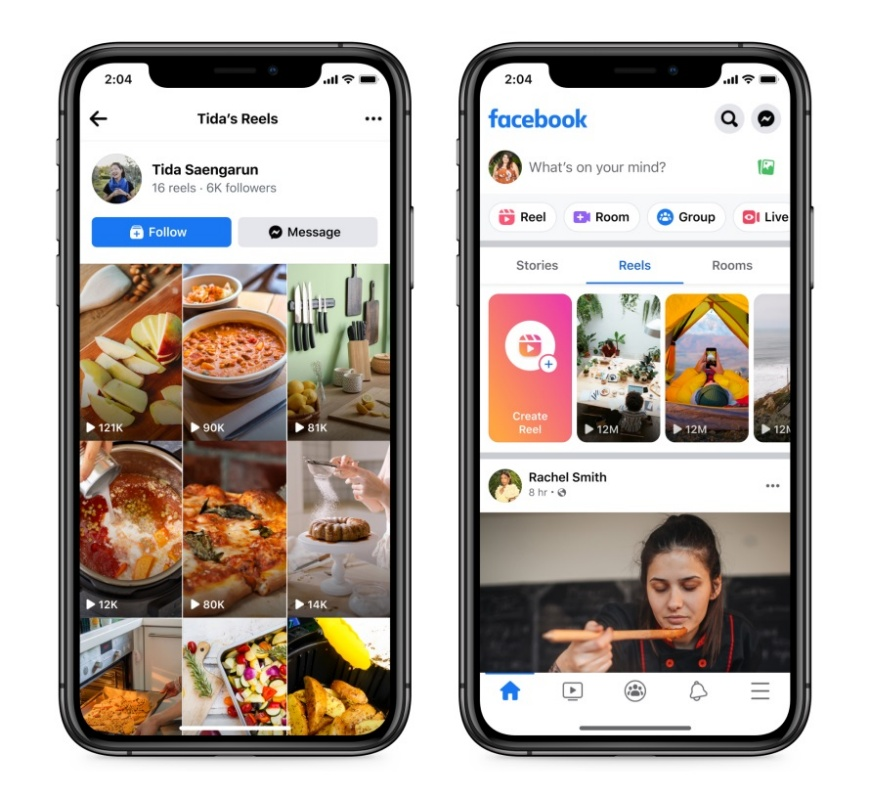 2:04
Tida's Reels
Tida Saengarun
16 reels · 6K followers
Follow
Message
121K
90K
81K
12K
80K
14K
2:04
facebook
What's on your mind?
Reel
Room
Group
Live
Stories
Reels
Rooms
Create
Reel
12M
12M
12M
Rachel Smith
8 hr ·